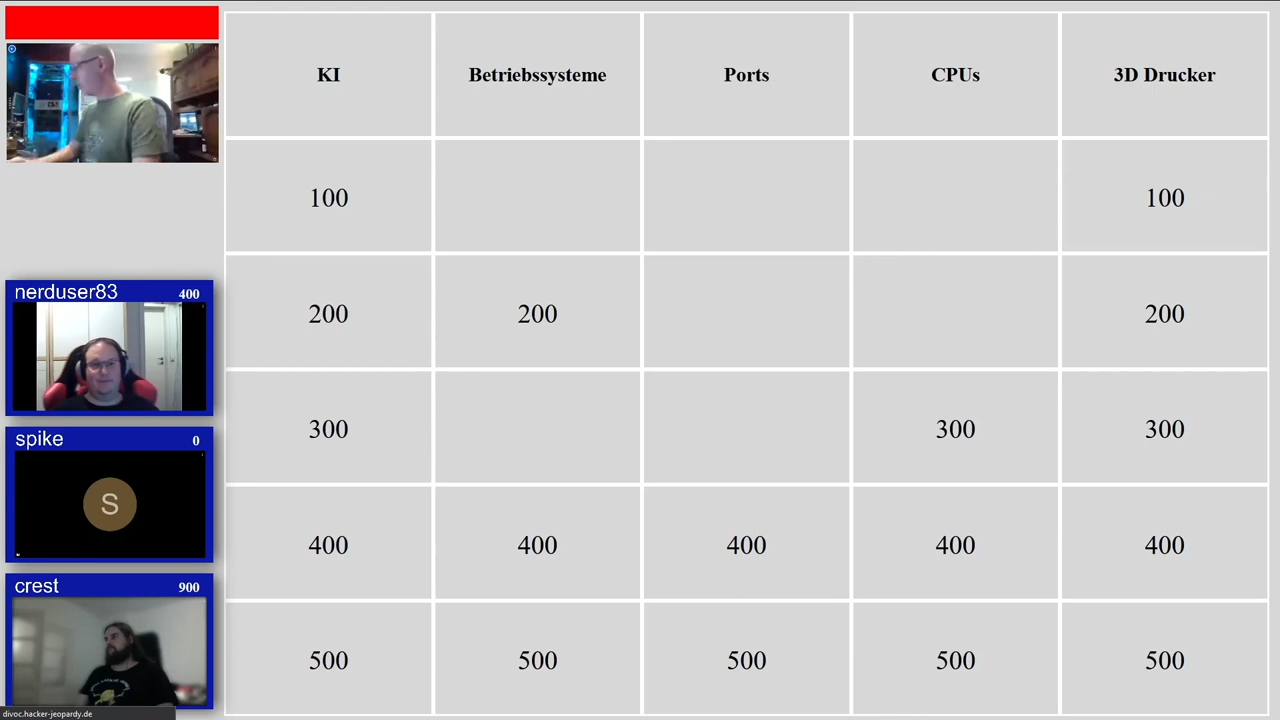 KI Betriebssysteme Ports CPUs 3D Drucker
100 100
200 200 200
300 300 300
400 400 400 400 400
500 500 500 500 500
nerduser83 400
spike 0
S
crest 900
divoc.hacker-jeopardy.de